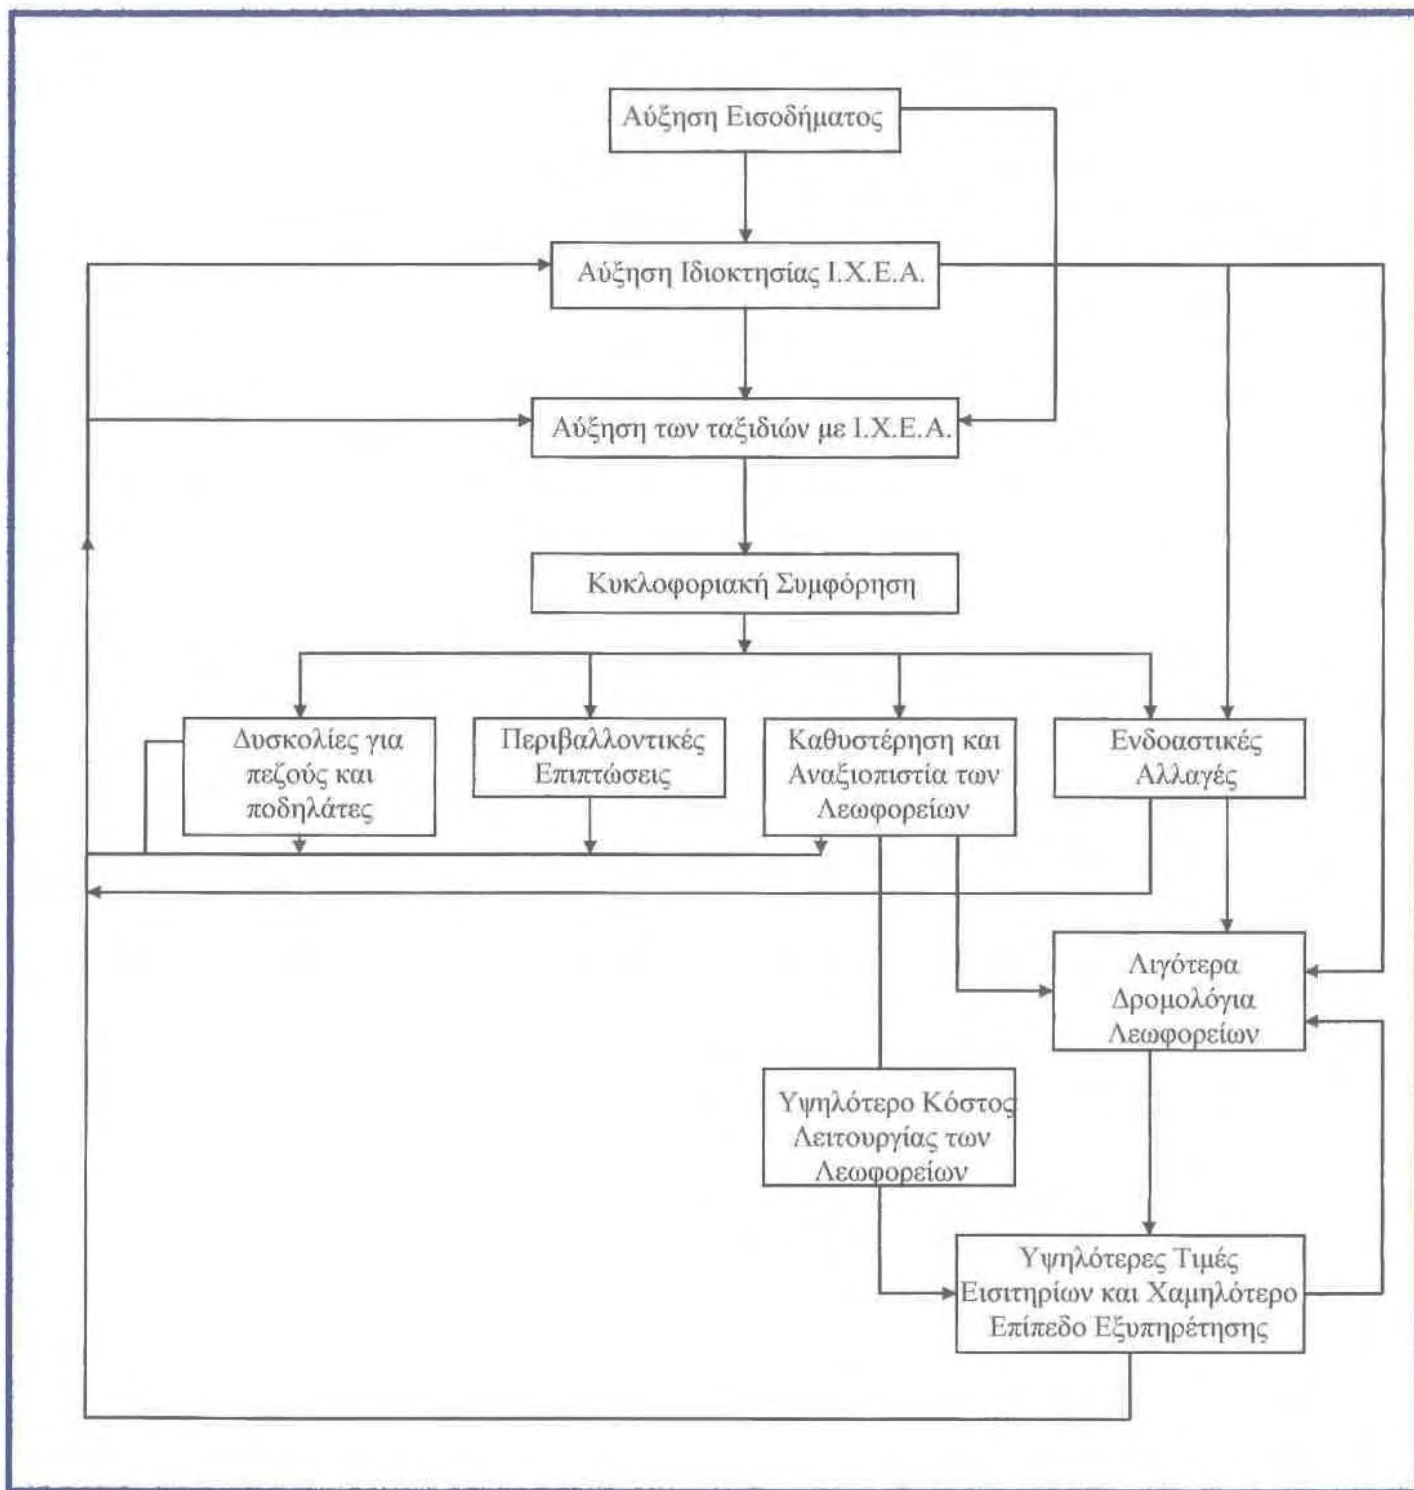 Αύξηση Εισοδήματος
Αύξηση Ιδιοκτησίας Ι.Χ.Ε.Α.
Αύξηση των ταξιδιών με Ι.Χ.Ε.Α.
Κυκλοφοριακή Συμφόρηση
Δυσκολίες για
πεζούς και
ποδηλάτες
Περιβαλλοντικές
Επιπτώσεις
Καθυστέρηση και
Αναξιοπιστία των
Λεωφορείων
Ενδοαστικές
Αλλαγές
Λιγότερα
Δρομολόγια
Λεωφορείων
Υψηλότερο Κόστος
Λειτουργίας των
Λεωφορείων
Υψηλότερες Τιμές
Εισιτηρίων και Χαμηλότερο
Επίπεδο Εξυπηρέτησης